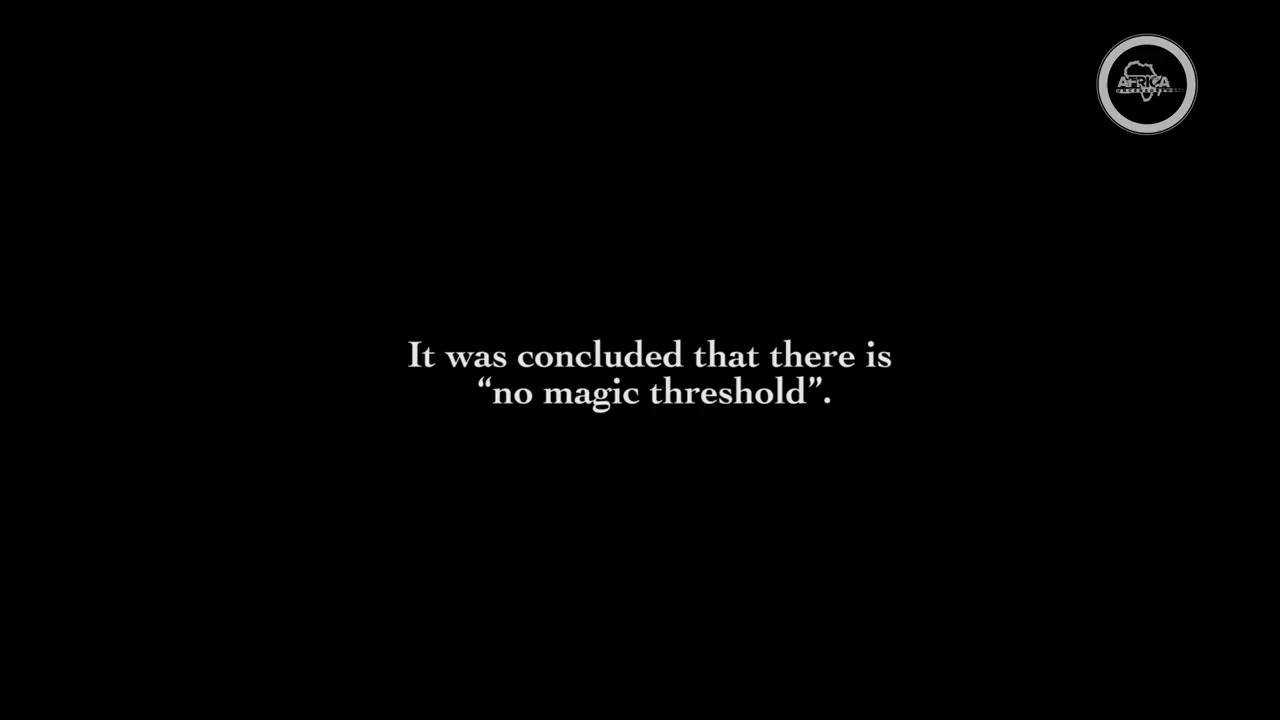 AFRICA
It was concluded that there is
“no magic threshold”.